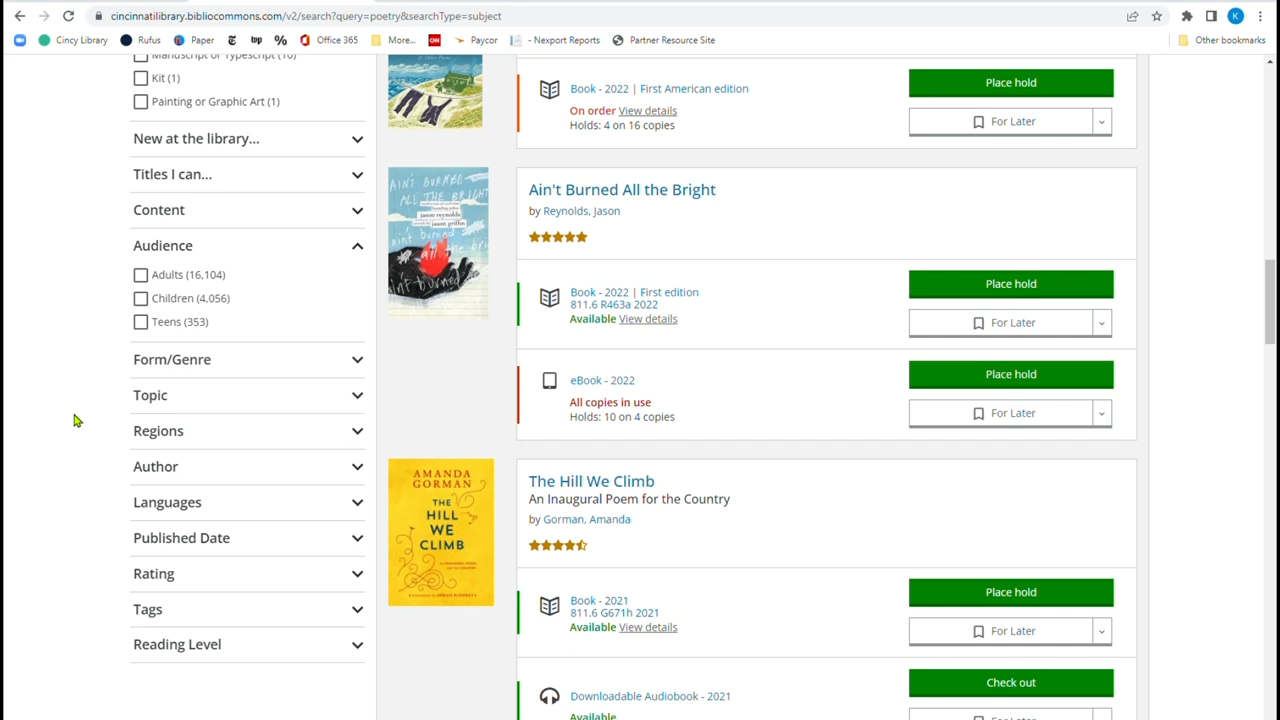 cincinnatilibrary.bibliocommons.com/v2/search?query=poetry&searchType=subject
K
Cincy Library
Rufus
Paper
wp
%
Office 365
More...
CNN
Paycor
Nexport Reports
Partner Resource Site
Other bookmarks
Manuscript or Typescript (10)
Kit (1)
Painting or Graphic Art (1)
New at the library...
Titles I can...
Content
Audience
Adults (16,104)
Children (4,056)
Teens (353)
Form/Genre
Topic
Regions
Author
Languages
Published Date
Rating
Tags
Reading Level
Book - 2022 | First American edition
On order View details
Holds: 4 on 16 copies
Place hold
For Later
AIN'T BURNED
ALL THE BRIGHT
jason reynolds
jason griffin
Ain't Burned All the Bright
by Reynolds, Jason
Book - 2022 | First edition
811.6 R463a 2022
Available View details
Place hold
For Later
eBook - 2022
All copies in use
Holds: 10 on 4 copies
Place hold
For Later
AMANDA
GORMAN
THE
HILL
WE
CLIMB
The Hill We Climb
An Inaugural Poem for the Country
by Gorman, Amanda
Book - 2021
811.6 G671h 2021
Available View details
Place hold
For Later
Downloadable Audiobook - 2021
Available
Check out